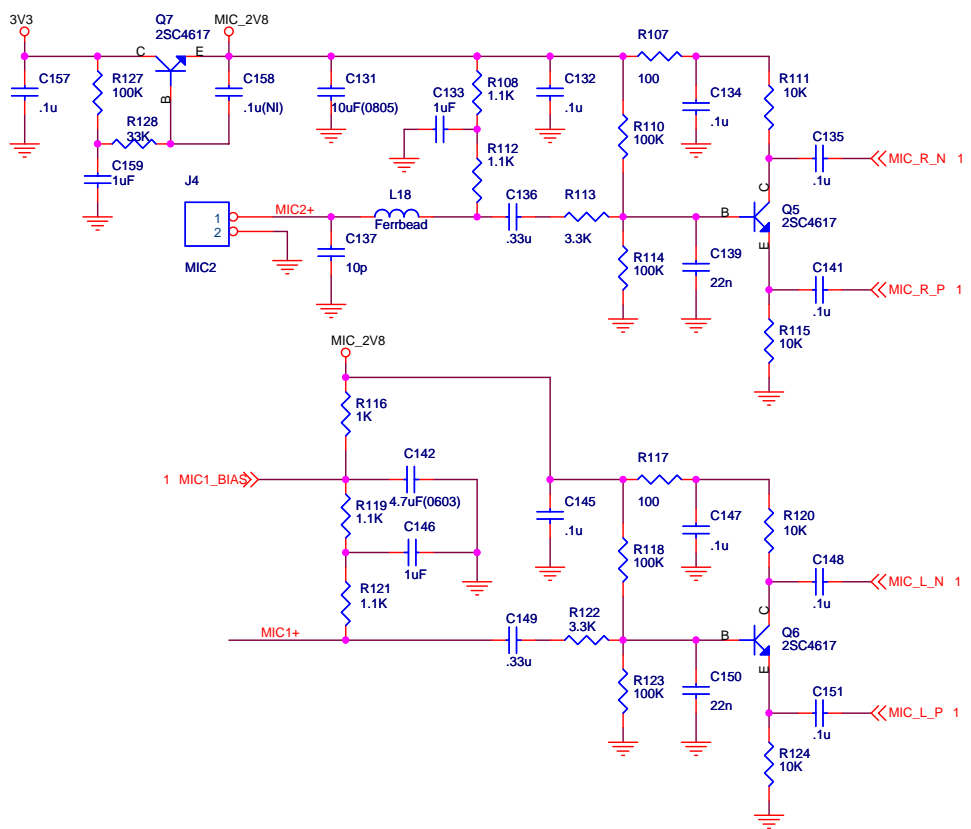 3V3
Q7
2SC4617
MIC_2V8
C
E
B
C157
.1u
R127
100K
R128
33K
C159
1uF
C158
.1u(NI)
C131
10uF(0805)
C133
1uF
R108
1.1K
R112
1.1K
C132
.1u
R107
100
C134
.1u
R110
100K
R111
10K
C135
.1u
MIC_R_N 1
J4
1
2
MIC2
MIC2+
L18
Ferrbead
C137
10p
C136
.33u
R113
3.3K
R114
100K
C139
22n
B
C
E
Q5
2SC4617
C141
.1u
MIC_R_P 1
R115
10K
MIC_2V8
R116
1K
1 MIC1_BIAS
C142
4.7uF(0603)
R119
1.1K
C146
1uF
R121
1.1K
MIC1+
C145
.1u
R117
100
C147
.1u
R118
100K
R120
10K
C148
.1u
MIC_L_N 1
C149
.33u
R122
3.3K
R123
100K
C150
22n
B
C
E
Q6
2SC4617
C151
.1u
MIC_L_P 1
R124
10K